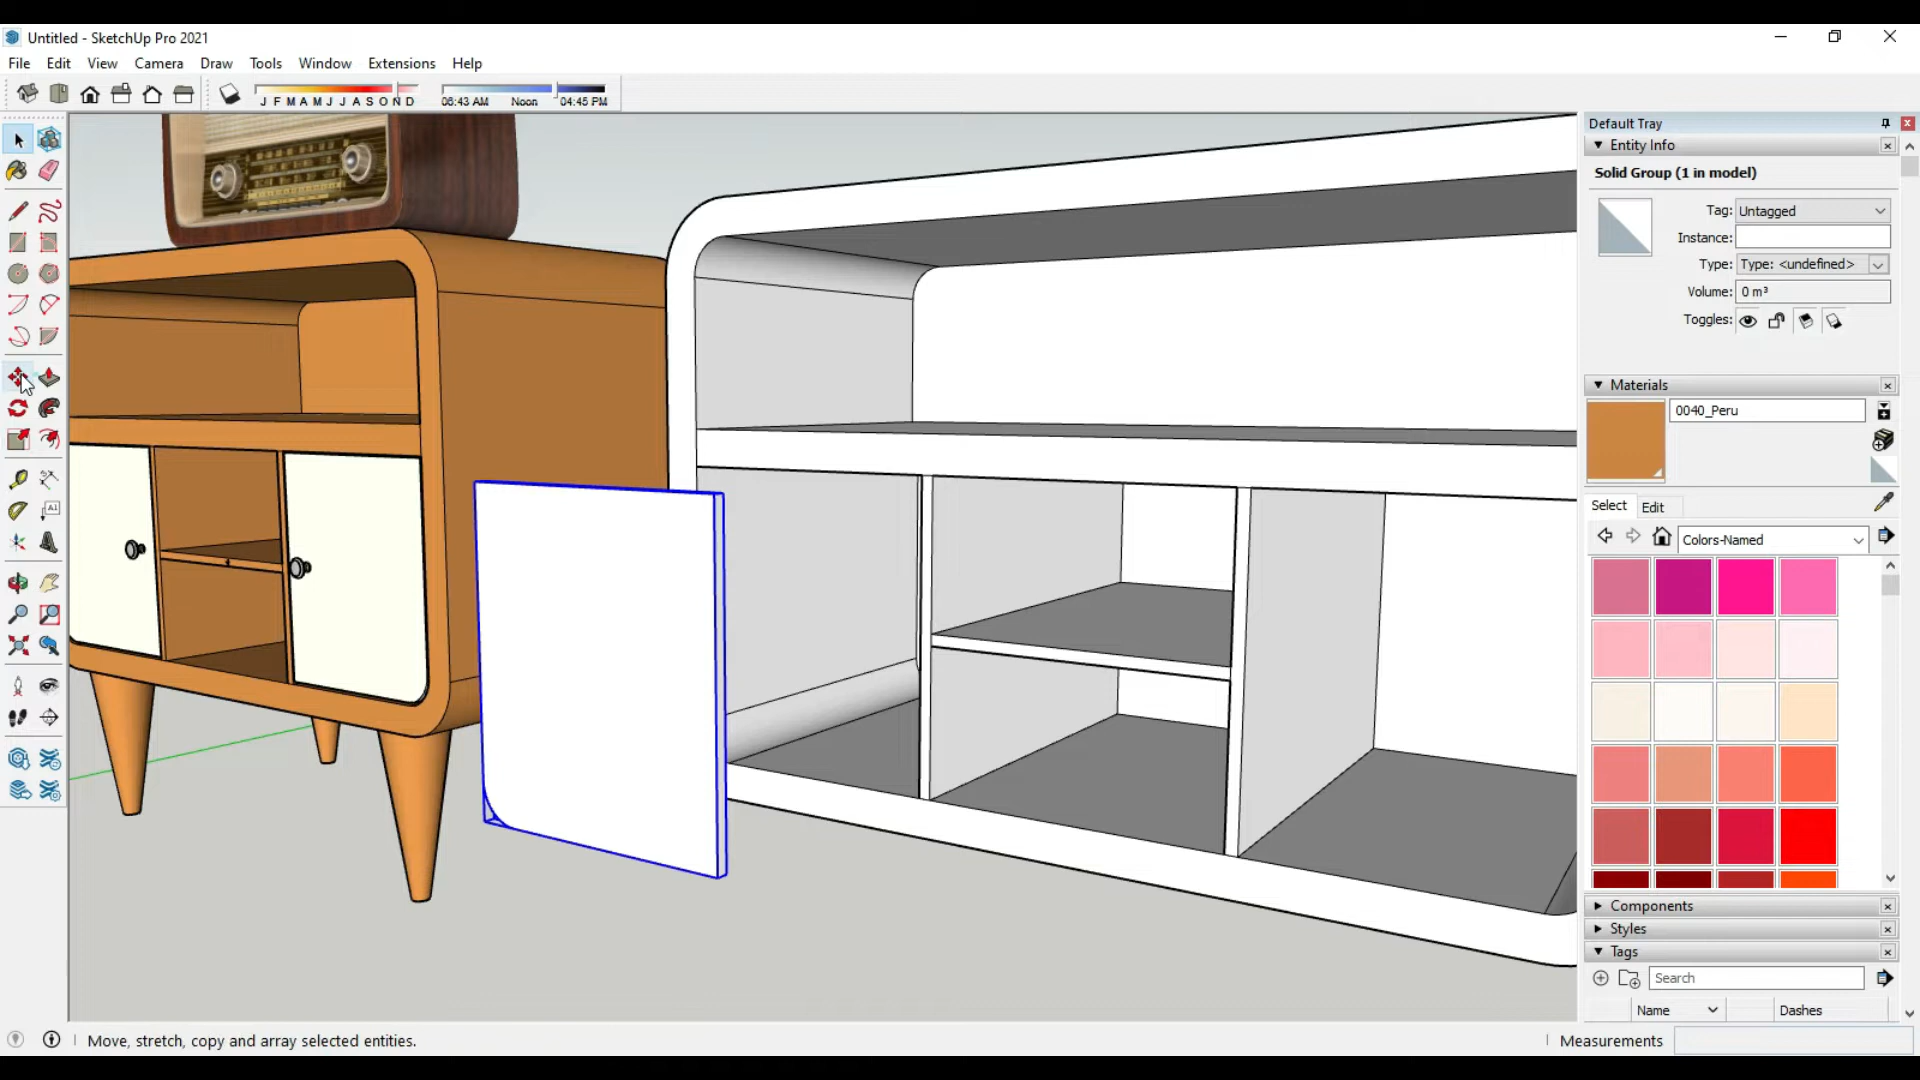 Untitled - SketchUp Pro 2021
File Edit View Camera Draw Tools Window Extensions Help
J F M A M J J A S O N D
06:43 AM Noon 04:45 PM
Default Tray
Entity Info
Solid Group (1 in model)
Tag: Untagged
Instance:
Type: Type: <undefined>
Volume: 0 m³
Toggles:
Materials
0040_Peru
Select Edit
Colors-Named
Components
Styles
Tags
Search
Name Dashes
Move, stretch, copy and array selected entities.
Measurements